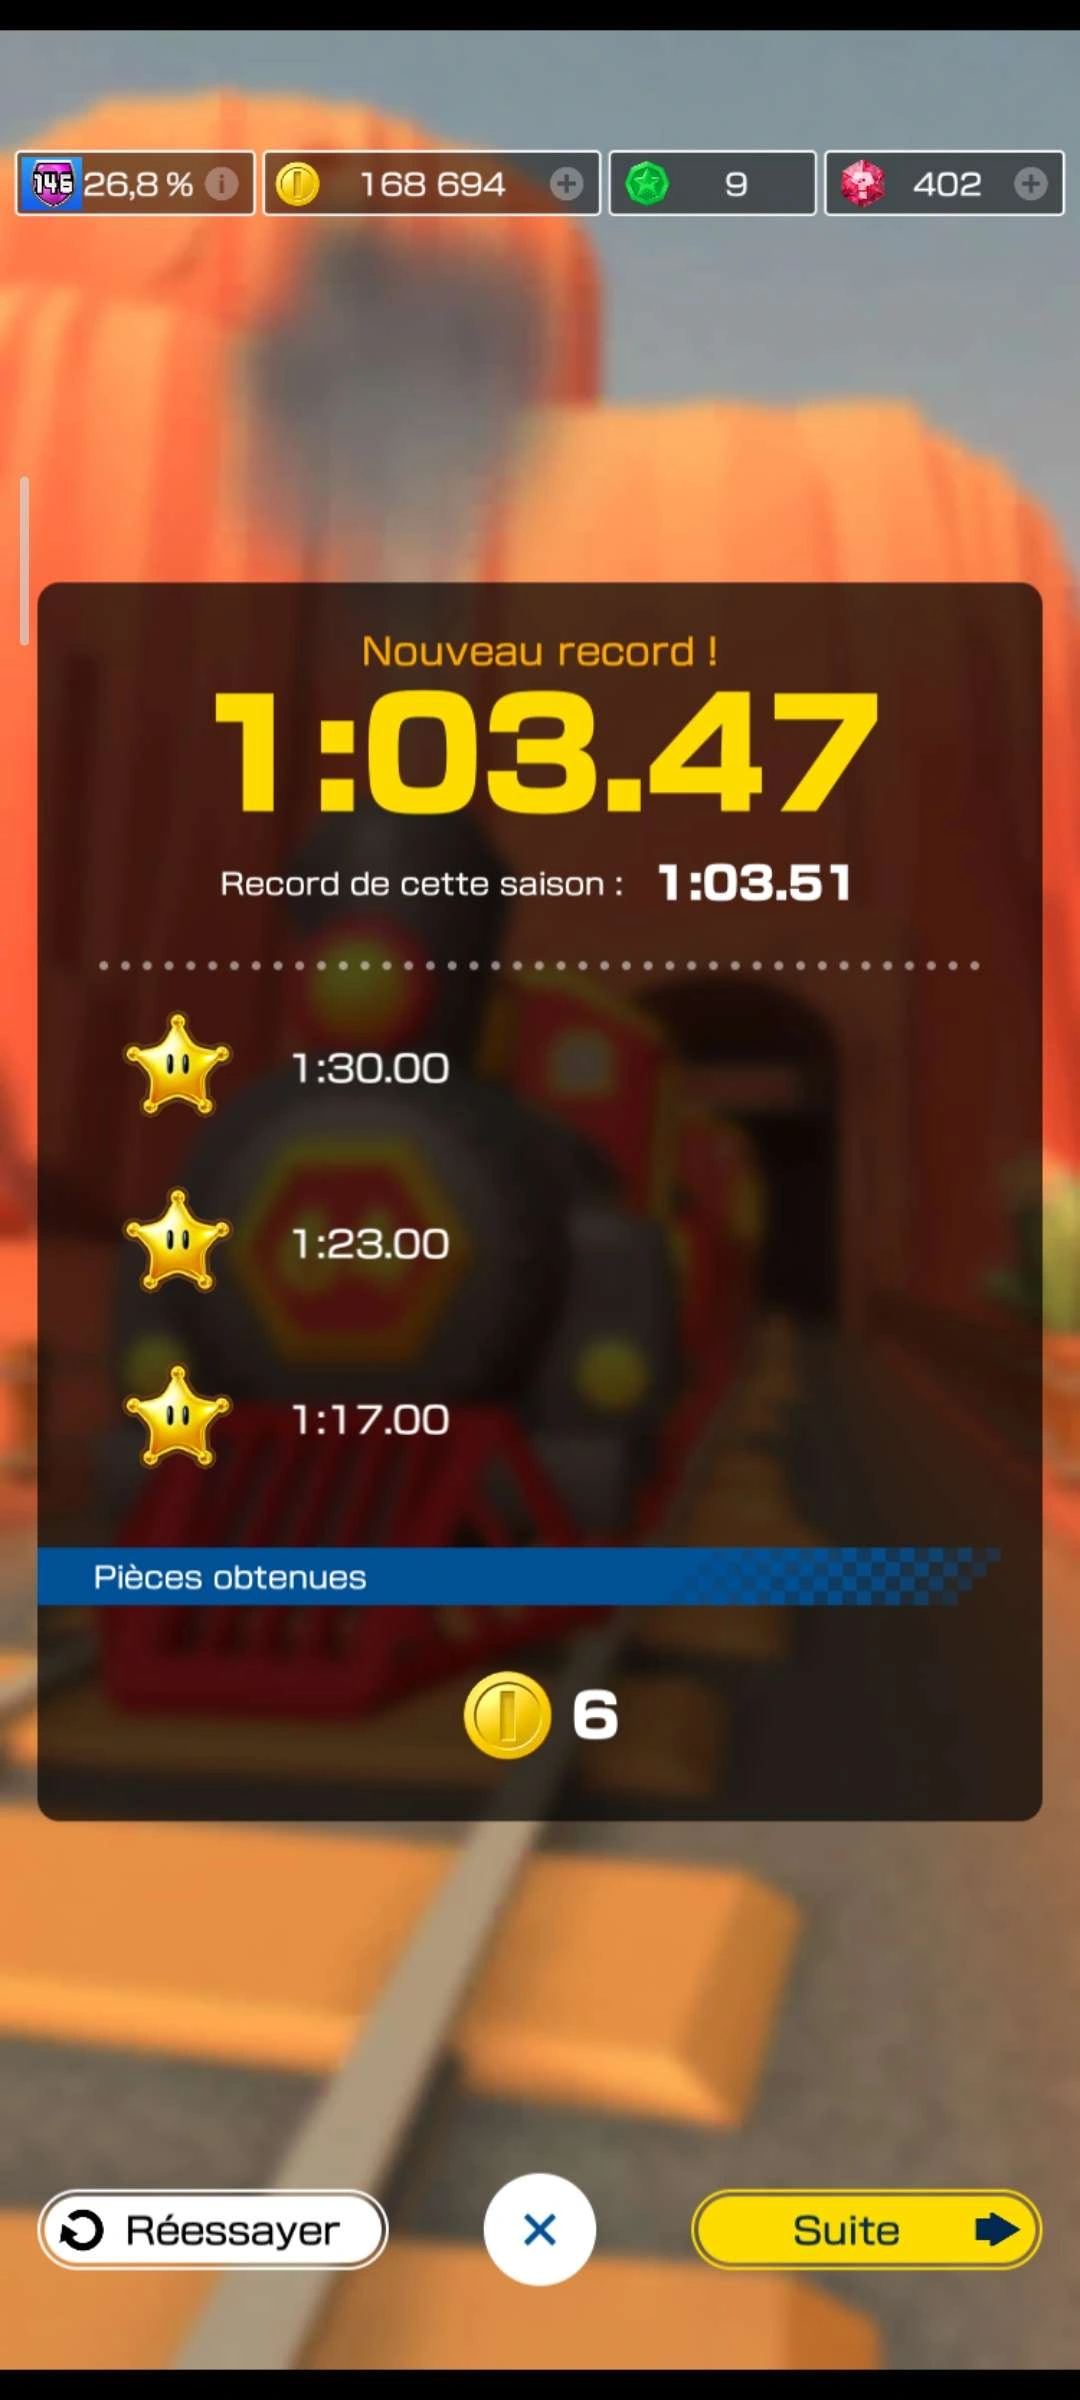 146 26,8 % i 168 694 + 9 402 +
Nouveau record !
1:03.47
Record de cette saison : 1:03.51
1:30.00
1:23.00
1:17.00
Pièces obtenues
6
Réessayer × Suite